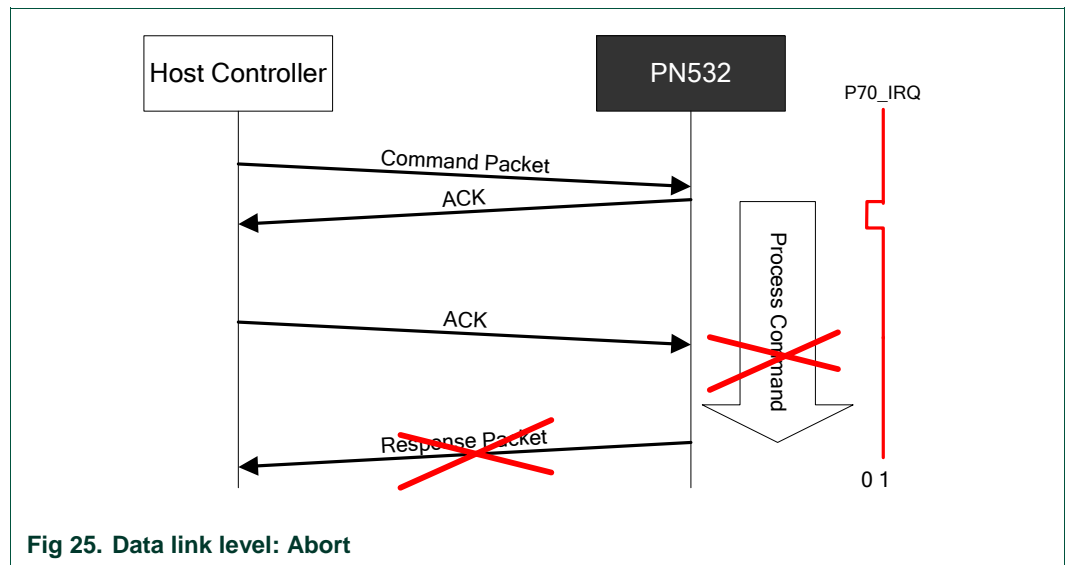 Host Controller
PN532
P70_IRQ
Command Packet
ACK
Process Command
ACK
Response Packet
0 1
Fig 25. Data link level: Abort